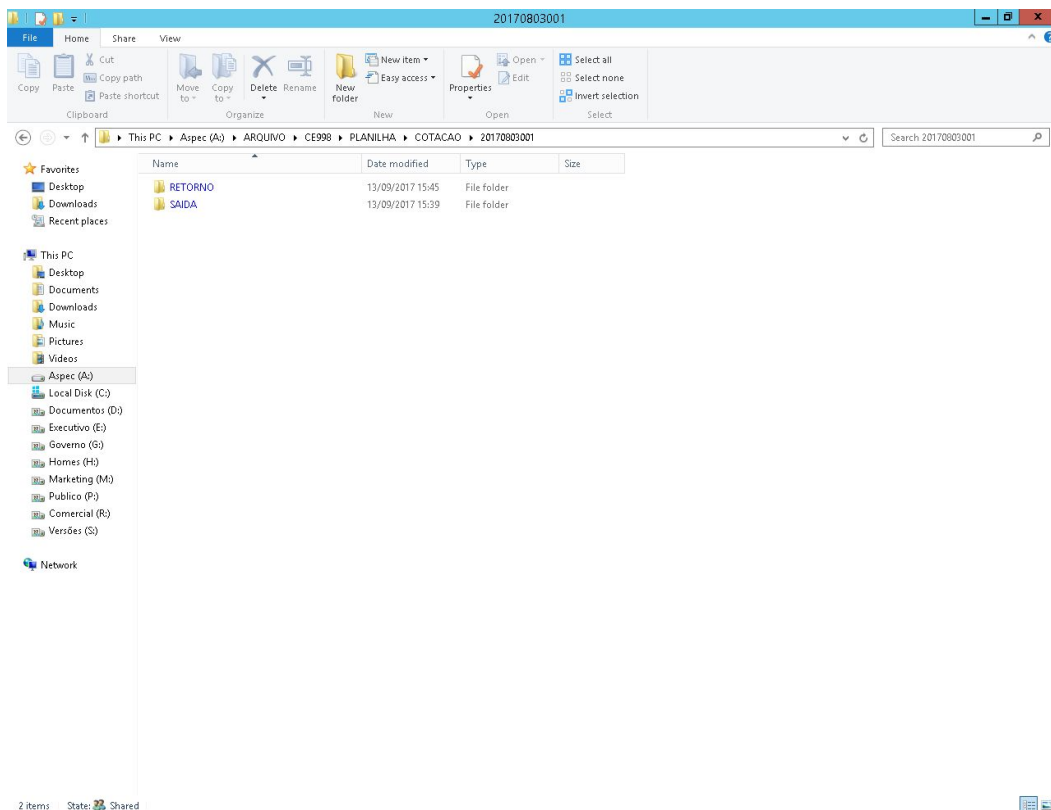 20170803001
File Home Share View
Copy
Paste
Cut
Copy path
Paste shortcut
Clipboard
Move to
Copy to
Delete
Rename
Organize
New folder
New item
Easy access
New
Properties
Open
Edit
Open
Select all
Select none
Invert selection
Select
This PC Aspec (A:) ARQUIVO CE998 PLANILHA COTACAO 20170803001
Search 20170803001
Name Date modified Type Size
RETORNO 13/09/2017 15:45 File folder
SAIDA 13/09/2017 15:39 File folder
Favorites
Desktop
Downloads
Recent places
This PC
Desktop
Documents
Downloads
Music
Pictures
Videos
Aspec (A:)
Local Disk (C:)
Documentos (D:)
Executivo (E:)
Governo (G:)
Homes (H:)
Marketing (M:)
Publico (P:)
Comercial (R:)
Versões (S:)
Network
2 items State: Shared